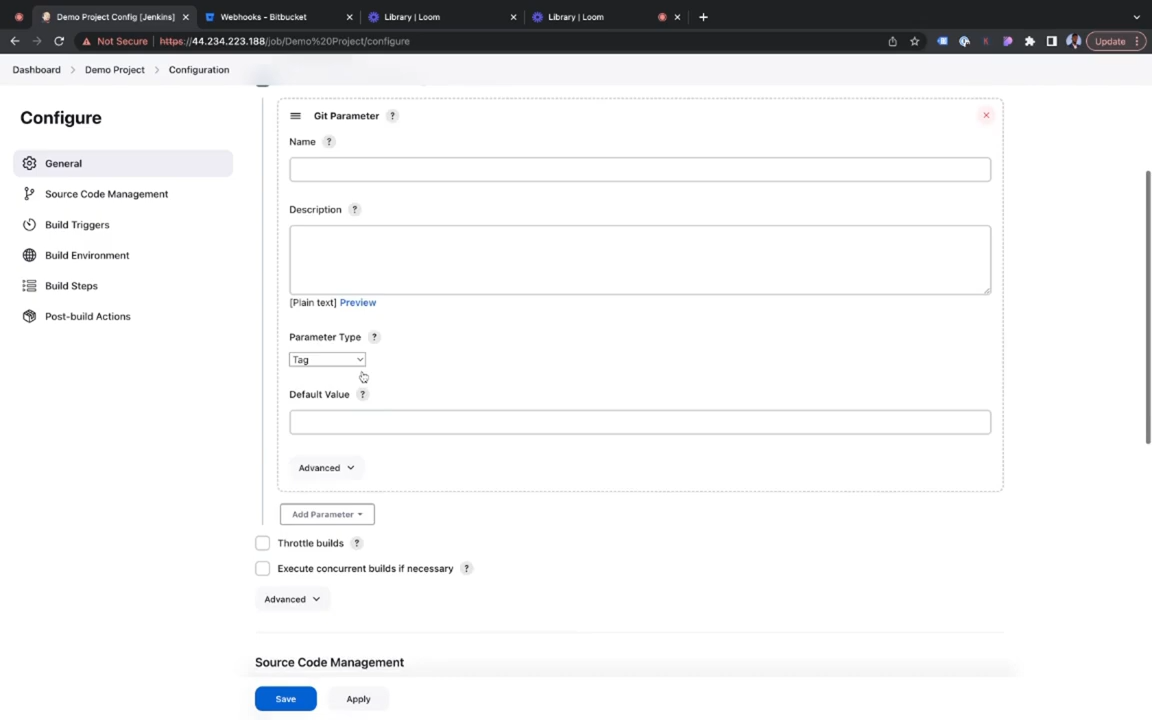 Demo Project Config [Jenkins]
Webhooks - Bitbucket
Library | Loom
Library | Loom
Not Secure
https://44.234.223.188/job/Demo%20Project/configure
Update
Dashboard
Demo Project
Configuration
Configure
General
Source Code Management
Build Triggers
Build Environment
Build Steps
Post-build Actions
Git Parameter ?
Name ?
Description ?
[Plain text] Preview
Parameter Type ?
Tag
Default Value ?
Advanced
Add Parameter
Throttle builds ?
Execute concurrent builds if necessary ?
Advanced
Source Code Management
Save
Apply